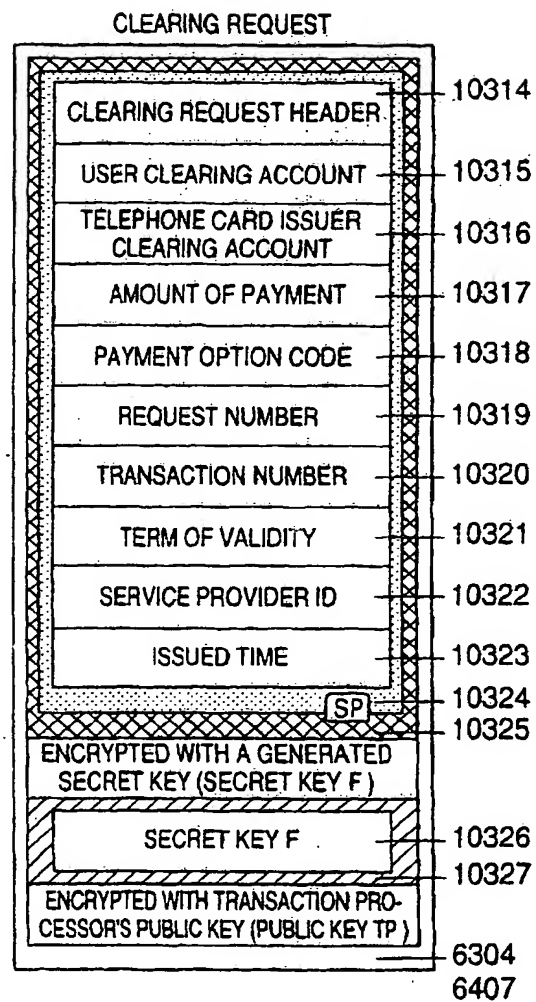 CLEARING REQUEST
CLEARING REQUEST HEADER 10314
USER CLEARING ACCOUNT 10315
TELEPHONE CARD ISSUER
CLEARING ACCOUNT 10316
AMOUNT OF PAYMENT 10317
PAYMENT OPTION CODE 10318
REQUEST NUMBER 10319
TRANSACTION NUMBER 10320
TERM OF VALIDITY 10321
SERVICE PROVIDER ID 10322
ISSUED TIME 10323
SP 10324
10325
ENCRYPTED WITH A GENERATED
SECRET KEY (SECRET KEY F)
SECRET KEY F 10326
10327
ENCRYPTED WITH TRANSACTION PRO-
CESSOR'S PUBLIC KEY (PUBLIC KEY TP)
6304
6407